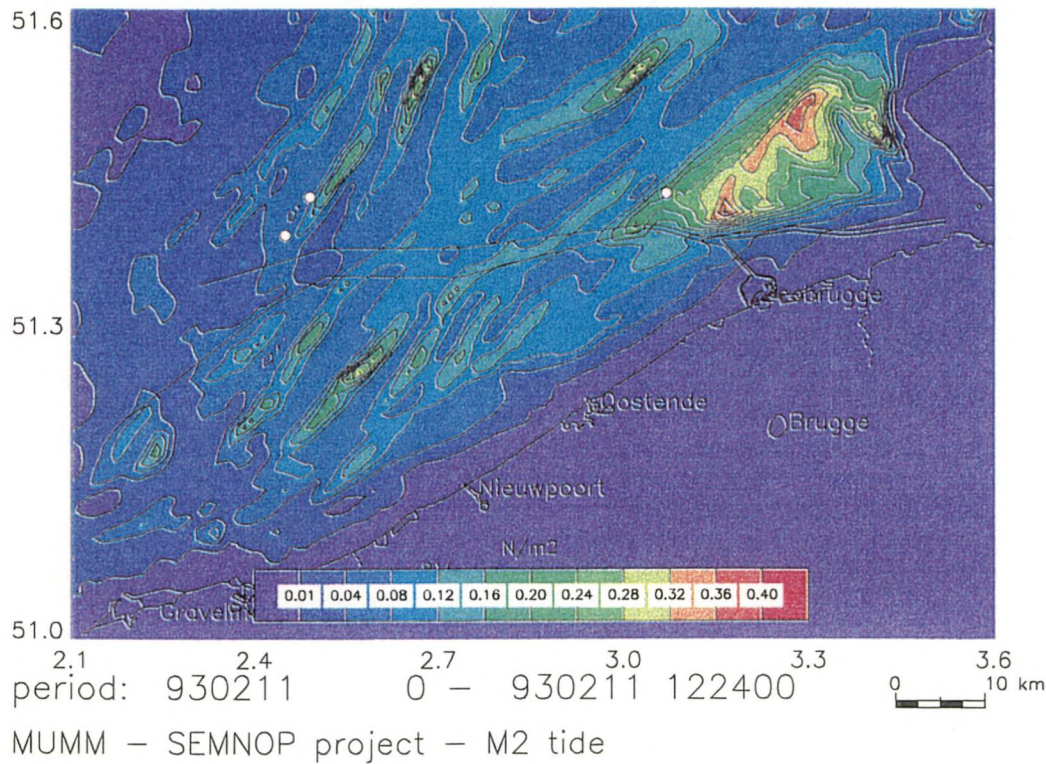 51.6
51.3
Zeebrugge
Oostende
Brugge
Nieuwpoort
N/m2
0.01 0.04 0.08 0.12 0.16 0.20 0.24 0.28 0.32 0.36 0.40
51.0
2.1 2.4 2.7 3.0 3.3 3.6
period: 930211 0 – 930211 122400
0 10 km
MUMM – SEMNOP project – M2 tide